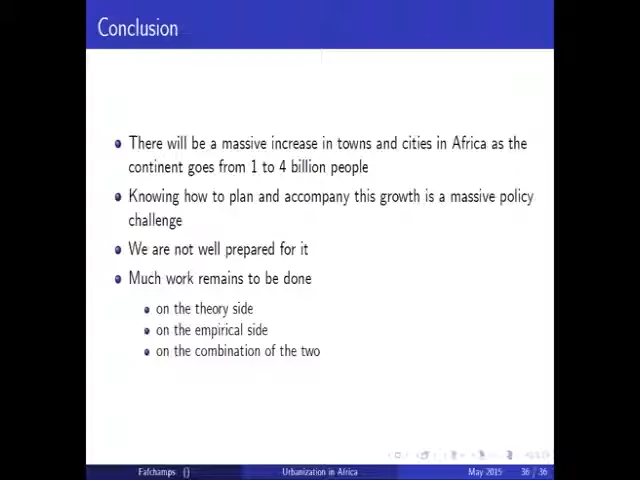 Conclusion
There will be a massive increase in towns and cities in Africa as the
continent goes from 1 to 4 billion people
Knowing how to plan and accompany this growth is a massive policy
challenge
We are not well prepared for it
Much work remains to be done
on the theory side
on the empirical side
on the combination of the two
Fafchamps () Urbanization in Africa May 2015 36 / 36